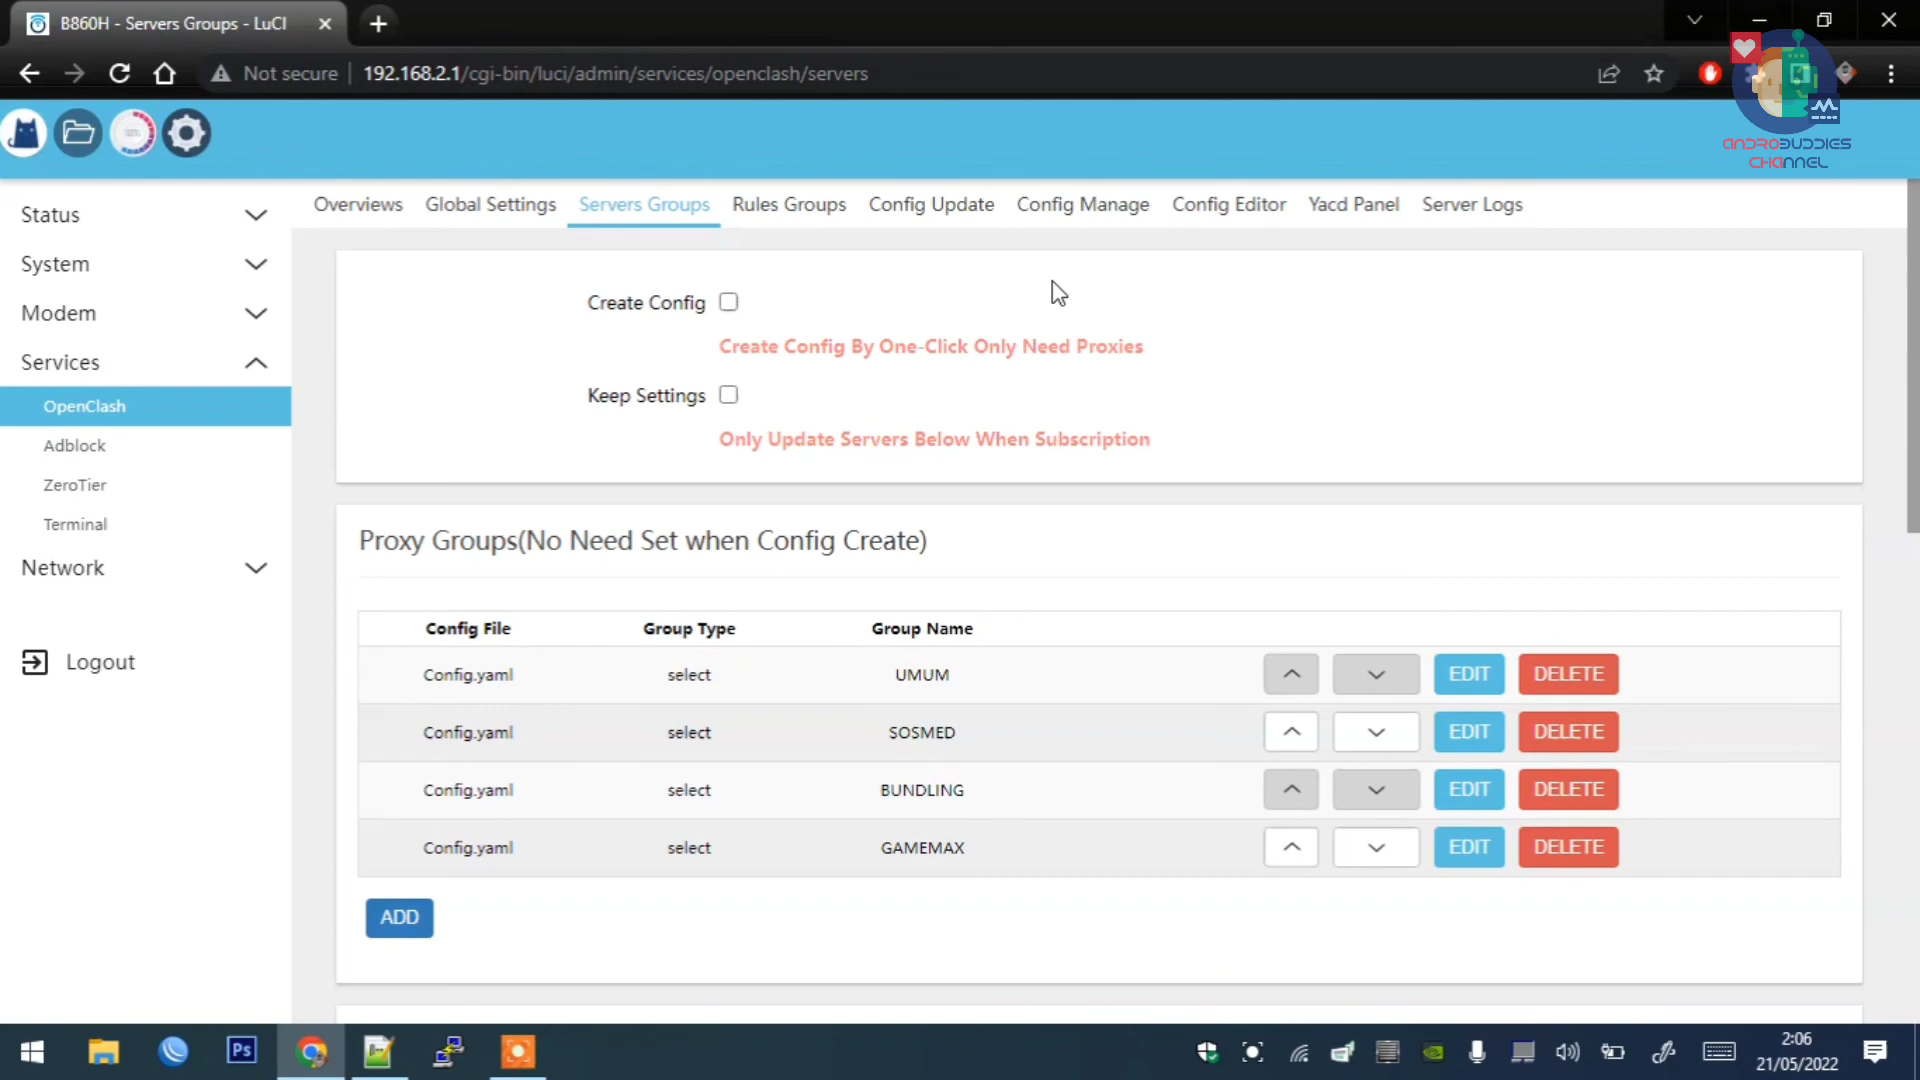 B860H - Servers Groups - LuCI
Not secure
192.168.2.1/cgi-bin/luci/admin/services/openclash/servers
ANDROBUDDIES
CHANNEL
Status
System
Modem
Services
OpenClash
Adblock
ZeroTier
Terminal
Network
Logout
Overviews Global Settings Servers Groups Rules Groups Config Update Config Manage Config Editor Yacd Panel Server Logs
Create Config
Create Config By One-Click Only Need Proxies
Keep Settings
Only Update Servers Below When Subscription
Proxy Groups(No Need Set when Config Create)
Config File Group Type Group Name
Config.yaml select UMUM EDIT DELETE
Config.yaml select SOSMED EDIT DELETE
Config.yaml select BUNDLING EDIT DELETE
Config.yaml select GAMEMAX EDIT DELETE
ADD
Ps
2:06
21/05/2022